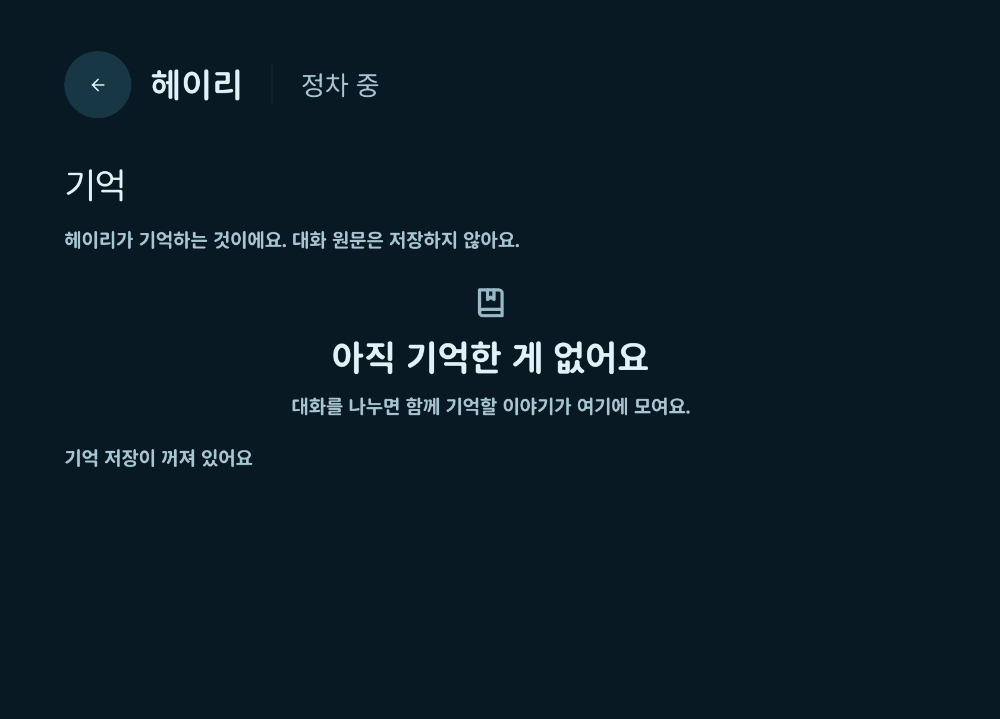 헤이리
정차 중
기억
헤이리가 기억하는 것이에요. 대화 원문은 저장하지 않아요.
아직 기억한 게 없어요
대화를 나누면 함께 기억할 이야기가 여기에 모여요.
기억 저장이 꺼져 있어요